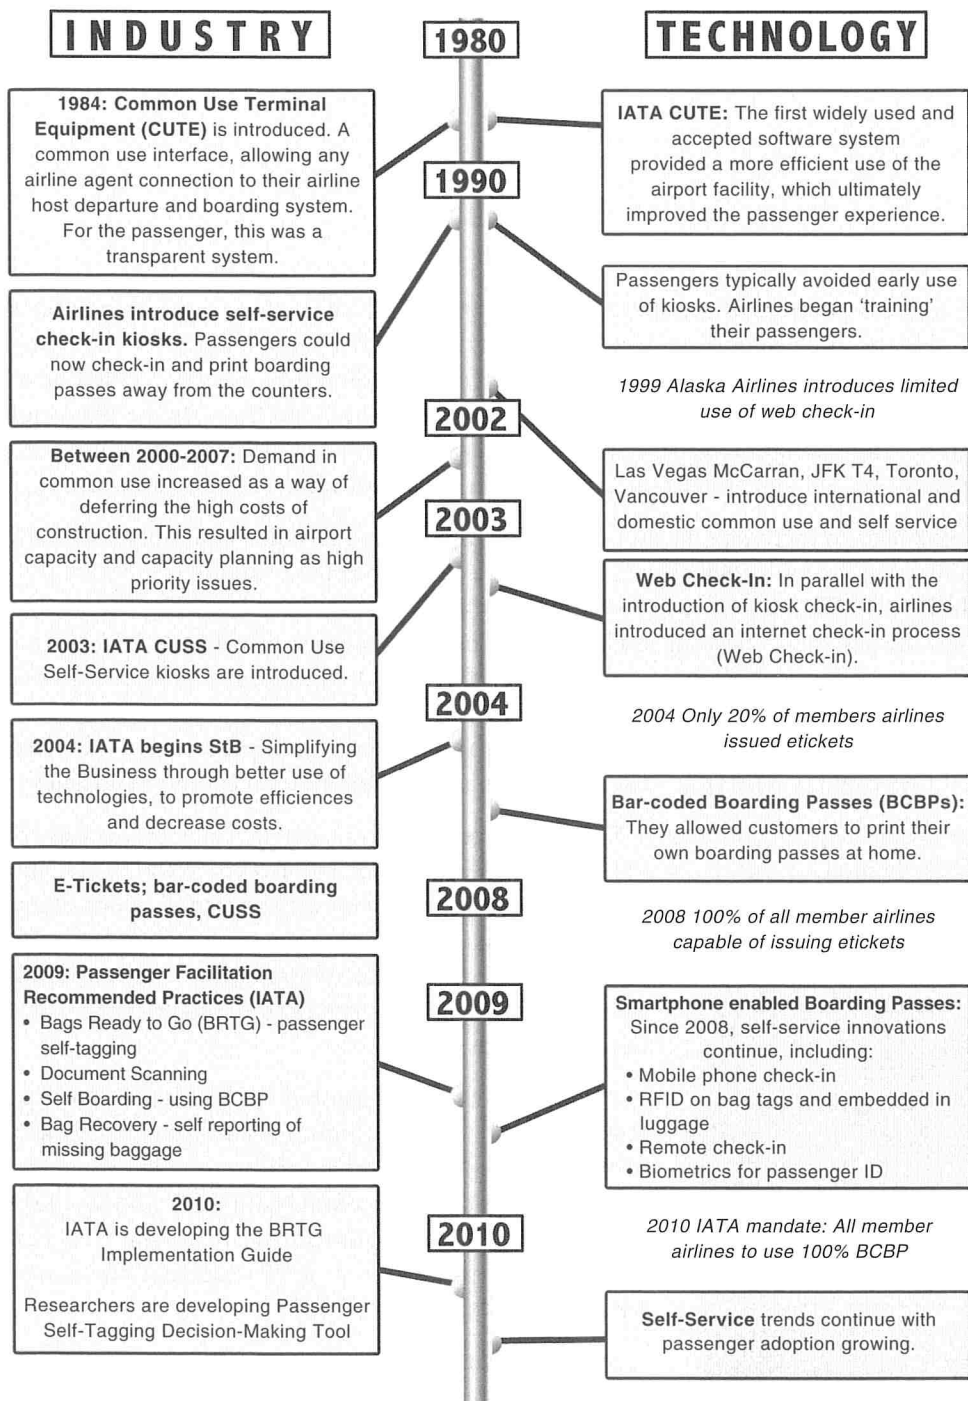 INDUSTRY
1984: Common Use Terminal
Equipment (CUTE) is introduced. A
common use interface, allowing any
airline agent connection to their airline
host departure and boarding system.
For the passenger, this was a
transparent system.
Airlines introduce self-service
check-in kiosks. Passengers could
now check-in and print boarding
passes away from the counters.
Between 2000-2007: Demand in
common use increased as a way of
deferring the high costs of
construction. This resulted in airport
capacity and capacity planning as high
priority issues.
2003: IATA CUSS - Common Use
Self-Service kiosks are introduced.
2004: IATA begins StB - Simplifying
the Business through better use of
technologies, to promote efficiences
and decrease costs.
E-Tickets; bar-coded boarding
passes, CUSS
2009: Passenger Facilitation
Recommended Practices (IATA)
• Bags Ready to Go (BRTG) - passenger
self-tagging
• Document Scanning
• Self Boarding - using BCBP
• Bag Recovery - self reporting of
missing baggage
2010:
IATA is developing the BRTG
Implementation Guide
Researchers are developing Passenger
Self-Tagging Decision-Making Tool
1980
1990
2002
2003
2004
2008
2009
2010
TECHNOLOGY
IATA CUTE: The first widely used and
accepted software system
provided a more efficient use of the
airport facility, which ultimately
improved the passenger experience.
Passengers typically avoided early use
of kiosks. Airlines began ‘training’
their passengers.
1999 Alaska Airlines introduces limited
use of web check-in
Las Vegas McCarran, JFK T4, Toronto,
Vancouver - introduce international and
domestic common use and self service
Web Check-In: In parallel with the
introduction of kiosk check-in, airlines
introduced an internet check-in process
(Web Check-in).
2004 Only 20% of members airlines
issued etickets
Bar-coded Boarding Passes (BCBPs):
They allowed customers to print their
own boarding passes at home.
2008 100% of all member airlines
capable of issuing etickets
Smartphone enabled Boarding Passes:
Since 2008, self-service innovations
continue, including:
• Mobile phone check-in
• RFID on bag tags and embedded in
luggage
• Remote check-in
• Biometrics for passenger ID
2010 IATA mandate: All member
airlines to use 100% BCBP
Self-Service trends continue with
passenger adoption growing.